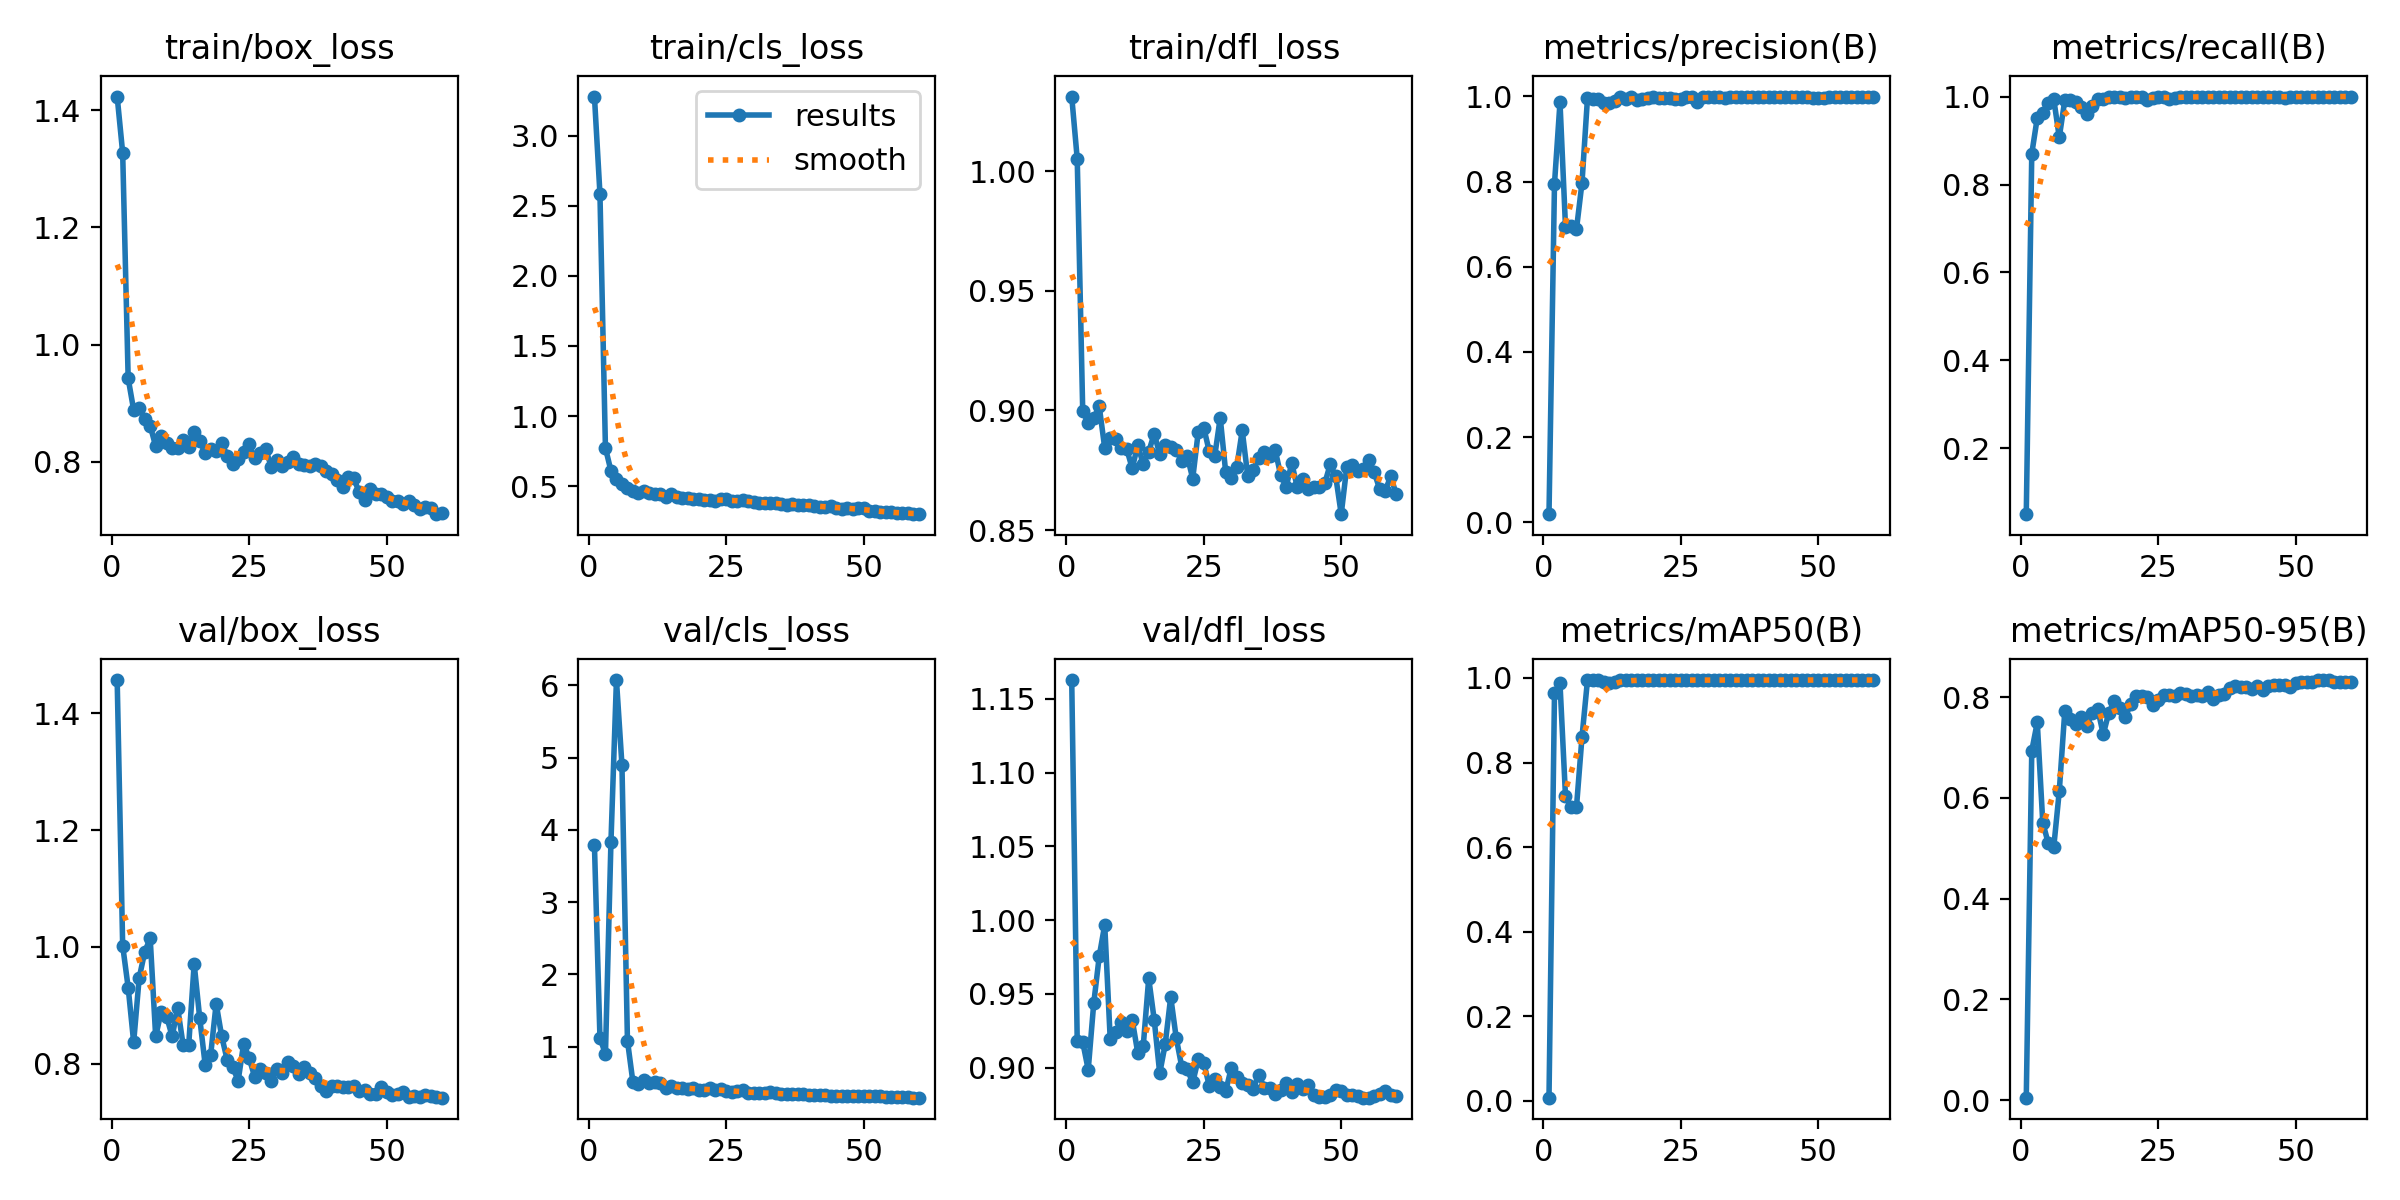 train/box_loss
1.4
1.2
1.0
0.8
0 25 50
train/cls_loss
results
smooth
3.0
2.5
2.0
1.5
1.0
0.5
0 25 50
train/dfl_loss
1.00
0.95
0.90
0.85
0 25 50
metrics/precision(B)
1.0
0.8
0.6
0.4
0.2
0.0
0 25 50
metrics/recall(B)
1.0
0.8
0.6
0.4
0.2
0 25 50
val/box_loss
1.4
1.2
1.0
0.8
0 25 50
val/cls_loss
6
5
4
3
2
1
0 25 50
val/dfl_loss
1.15
1.10
1.05
1.00
0.95
0.90
0 25 50
metrics/mAP50(B)
1.0
0.8
0.6
0.4
0.2
0.0
0 25 50
metrics/mAP50-95(B)
0.8
0.6
0.4
0.2
0.0
0 25 50